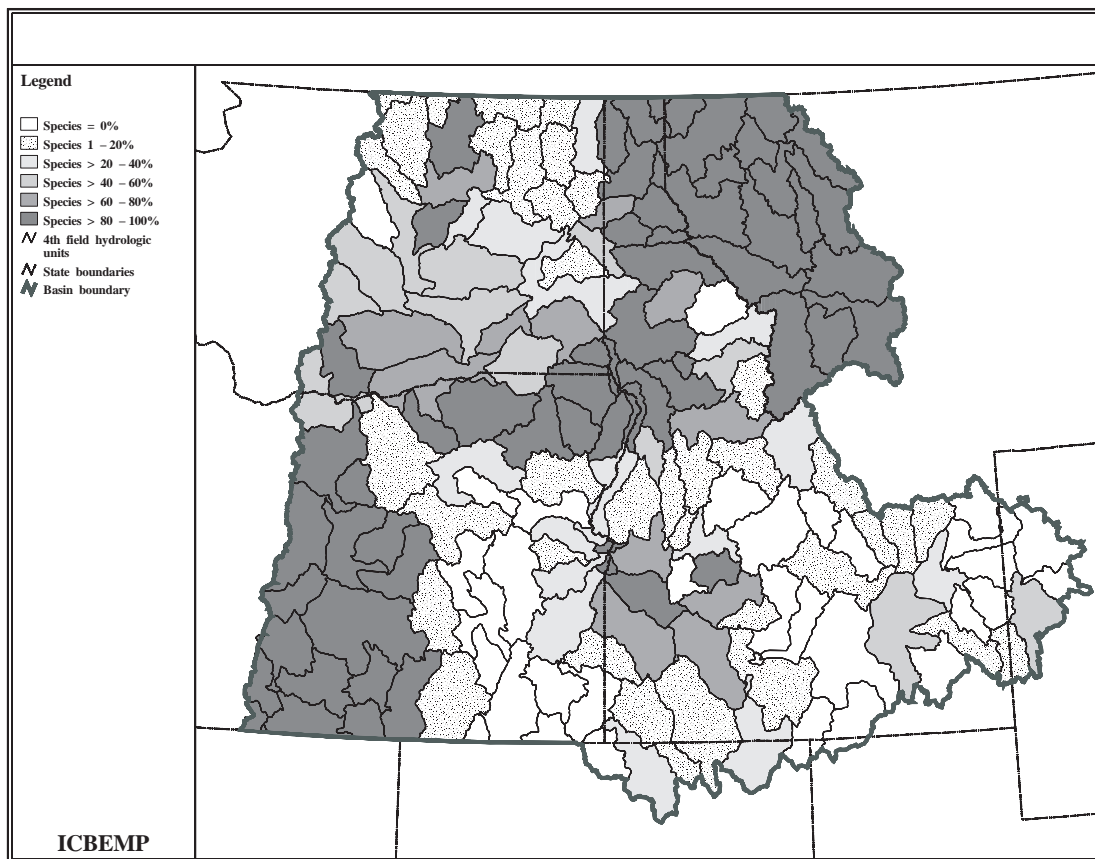 Legend
Species = 0%
Species 1 – 20%
Species > 20 – 40%
Species > 40 – 60%
Species > 60 – 80%
Species > 80 – 100%
4th field hydrologic
units
State boundaries
Basin boundary
ICBEMP